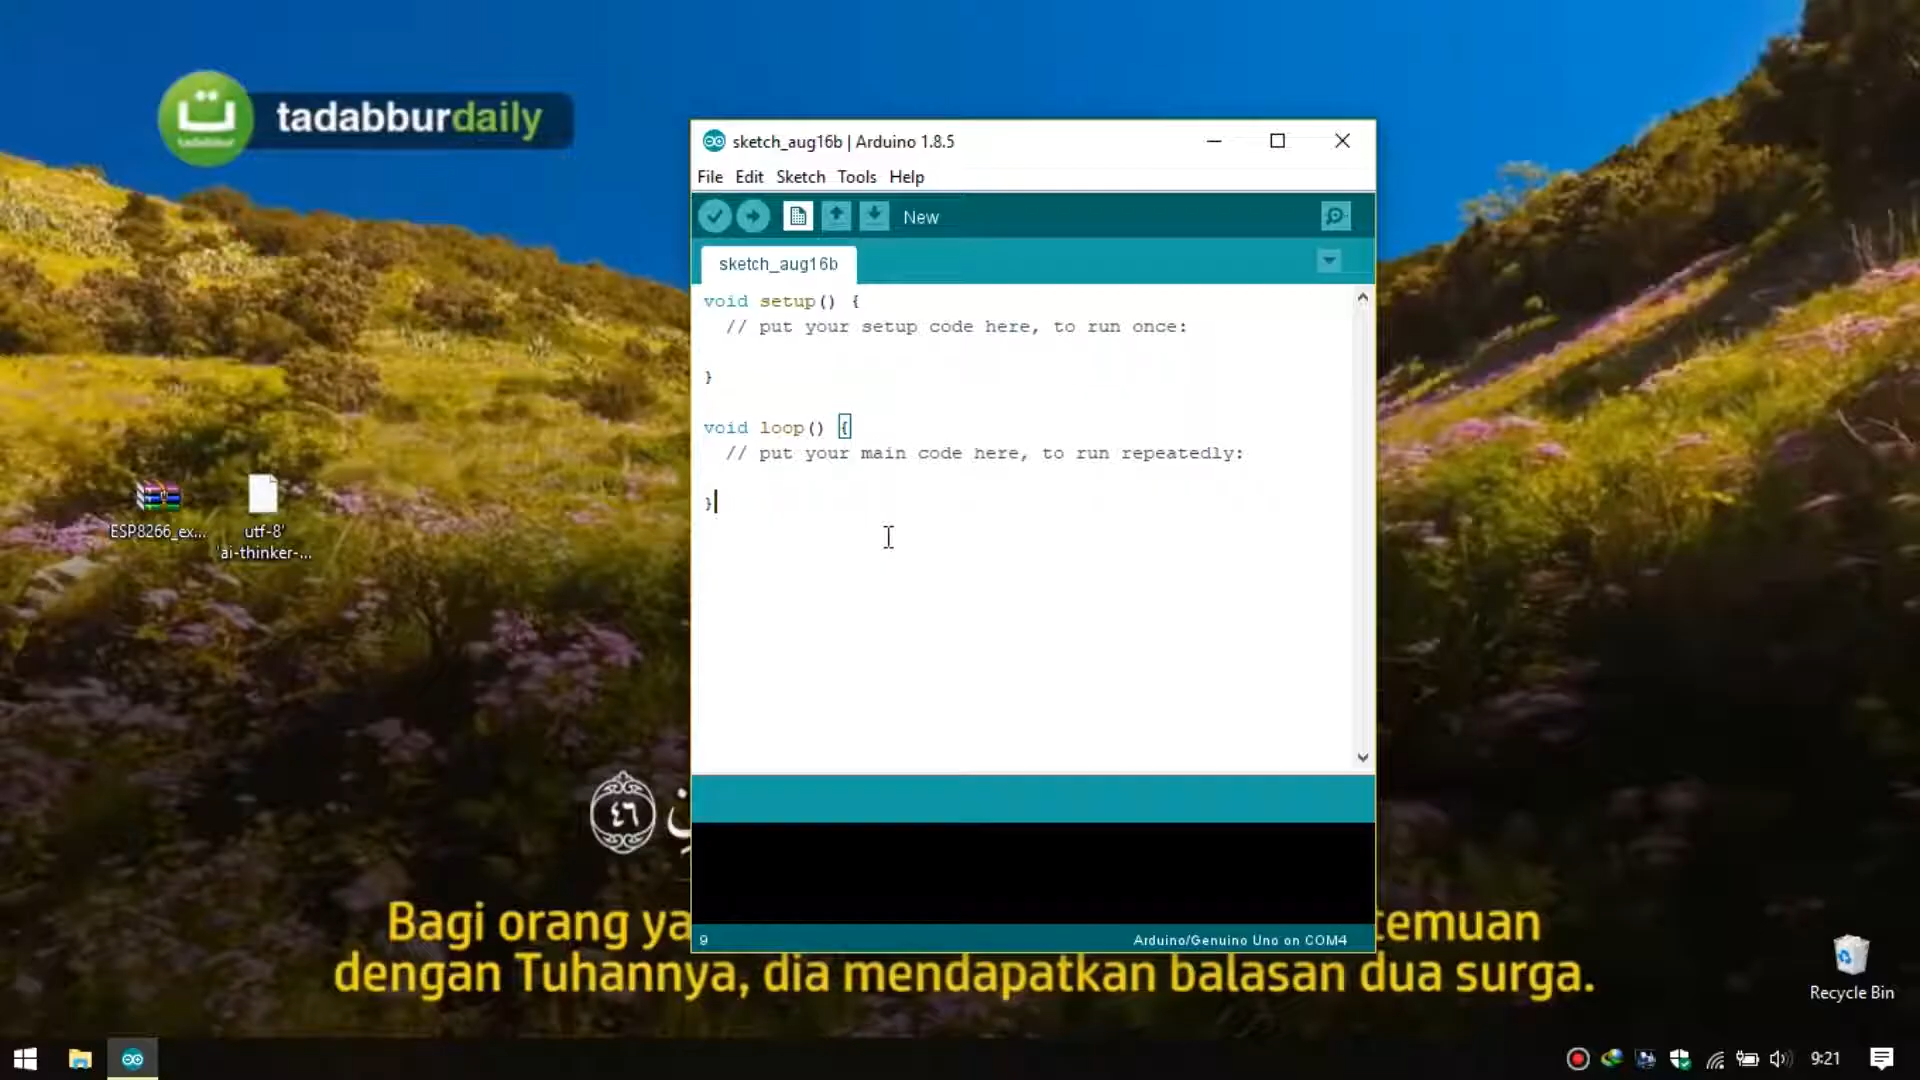 tadabburdaily
sketch_aug16b | Arduino 1.8.5
File Edit Sketch Tools Help
New
sketch_aug16b
void setup() {
// put your setup code here, to run once:
}
void loop() {
// put your main code here, to run repeatedly:
}
ESP8266_ex...
utf-8'
'ai-thinker-...
٤٦
Bagi orang ya
temuan
9
Arduino/Genuino Uno on COM4
dengan Tuhannya, dia mendapatkan balasan dua surga.
Recycle Bin
9:21